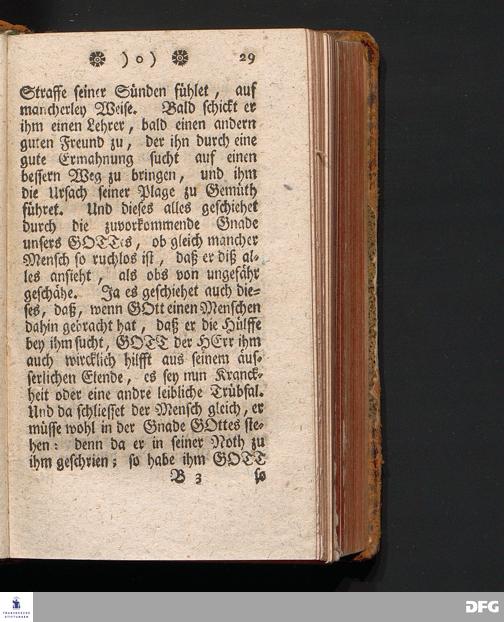 ❁ ) o ( ❁ 29
Straffe seiner Sünden fühlet, auf
mancherley Weise. Bald schickt er
ihm einen Lehrer, bald einen andern
guten Freund zu, der ihn durch eine
gute Ermahnung sucht auf einen
bessern Weg zu bringen, und ihm
die Ursach seiner Plage zu Gemüth
führet. Und dieses alles geschiehet
durch die zuvorkommende Gnade
unsers GOTTes, ob gleich mancher
Mensch so ruchlos ist, daß er diß al-
les ansieht, als obs von ungefähr
geschähe. Ja es geschiehet auch die-
ses, daß, wenn GOtt einen Menschen
dahin gebracht hat, daß er die Hülffe
bey ihm sucht, GOTT der HErr ihm
auch wircklich hilfft aus seinem äus-
serlichen Elende, es sey nun Kranck-
heit oder eine andre leibliche Trübsal.
Und da schliesset der Mensch gleich, er
müsse wohl in der Gnade GOttes ste-
hen: denn da er in seiner Noth zu
ihm geschrien; so habe ihm GOTT
B 3 so
FRANCKESCHE
STIFTUNGEN
DFG